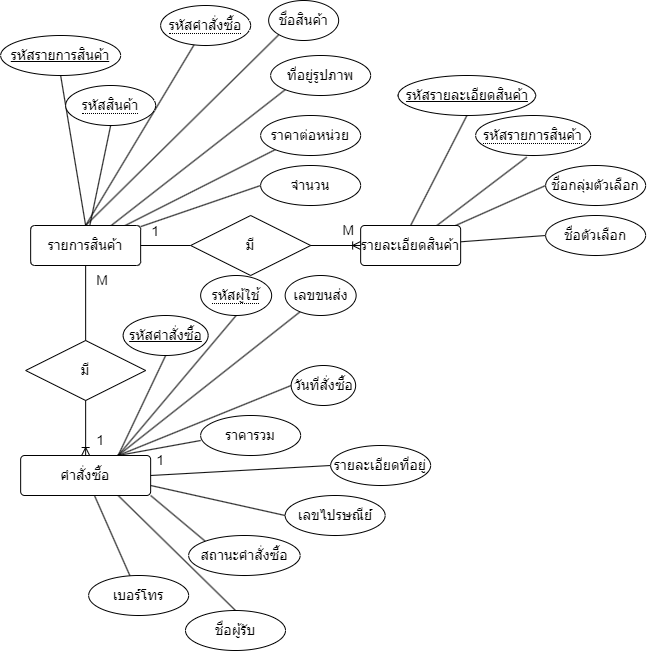 ชื่อสินค้า
รหัสคำสั่งซื้อ
รหัสรายการสินค้า
ที่อยู่รูปภาพ
รหัสสินค้า
รหัสรายละเอียดสินค้า
ราคาต่อหน่วย
รหัสรายการสินค้า
จำนวน
ชื่อกลุ่มตัวเลือก
1
M
ชื่อตัวเลือก
รายการสินค้า
มี
รายละเอียดสินค้า
M
รหัสผู้ใช้
เลขขนส่ง
รหัสคำสั่งซื้อ
มี
วันที่สั่งซื้อ
1
ราคารวม
1
รายละเอียดที่อยู่
คำสั่งซื้อ
เลขไปรษณีย์
สถานะคำสั่งซื้อ
เบอร์โทร
ชื่อผู้รับ